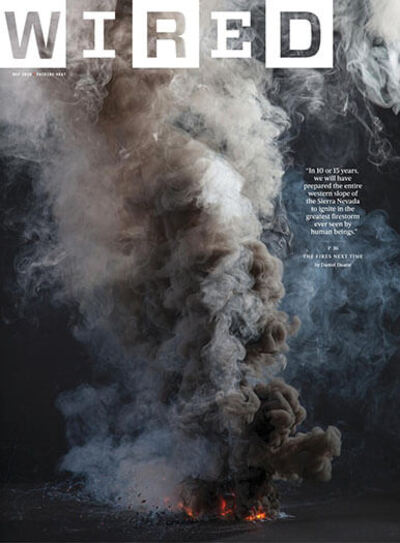 WIRED
“In 10 or 15 years,
we will have
prepared the entire
western slope of
the Sierra Nevada
to ignite in the
greatest firestorm
ever seen by
human beings.”
P. 36
THE FIRES NEXT TIME
by Daniel Duane